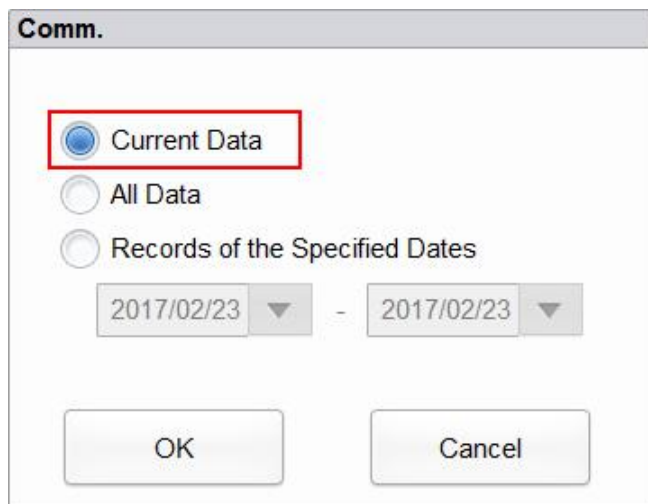 Comm.
Current Data
All Data
Records of the Specified Dates
2017/02/23 - 2017/02/23
OK Cancel